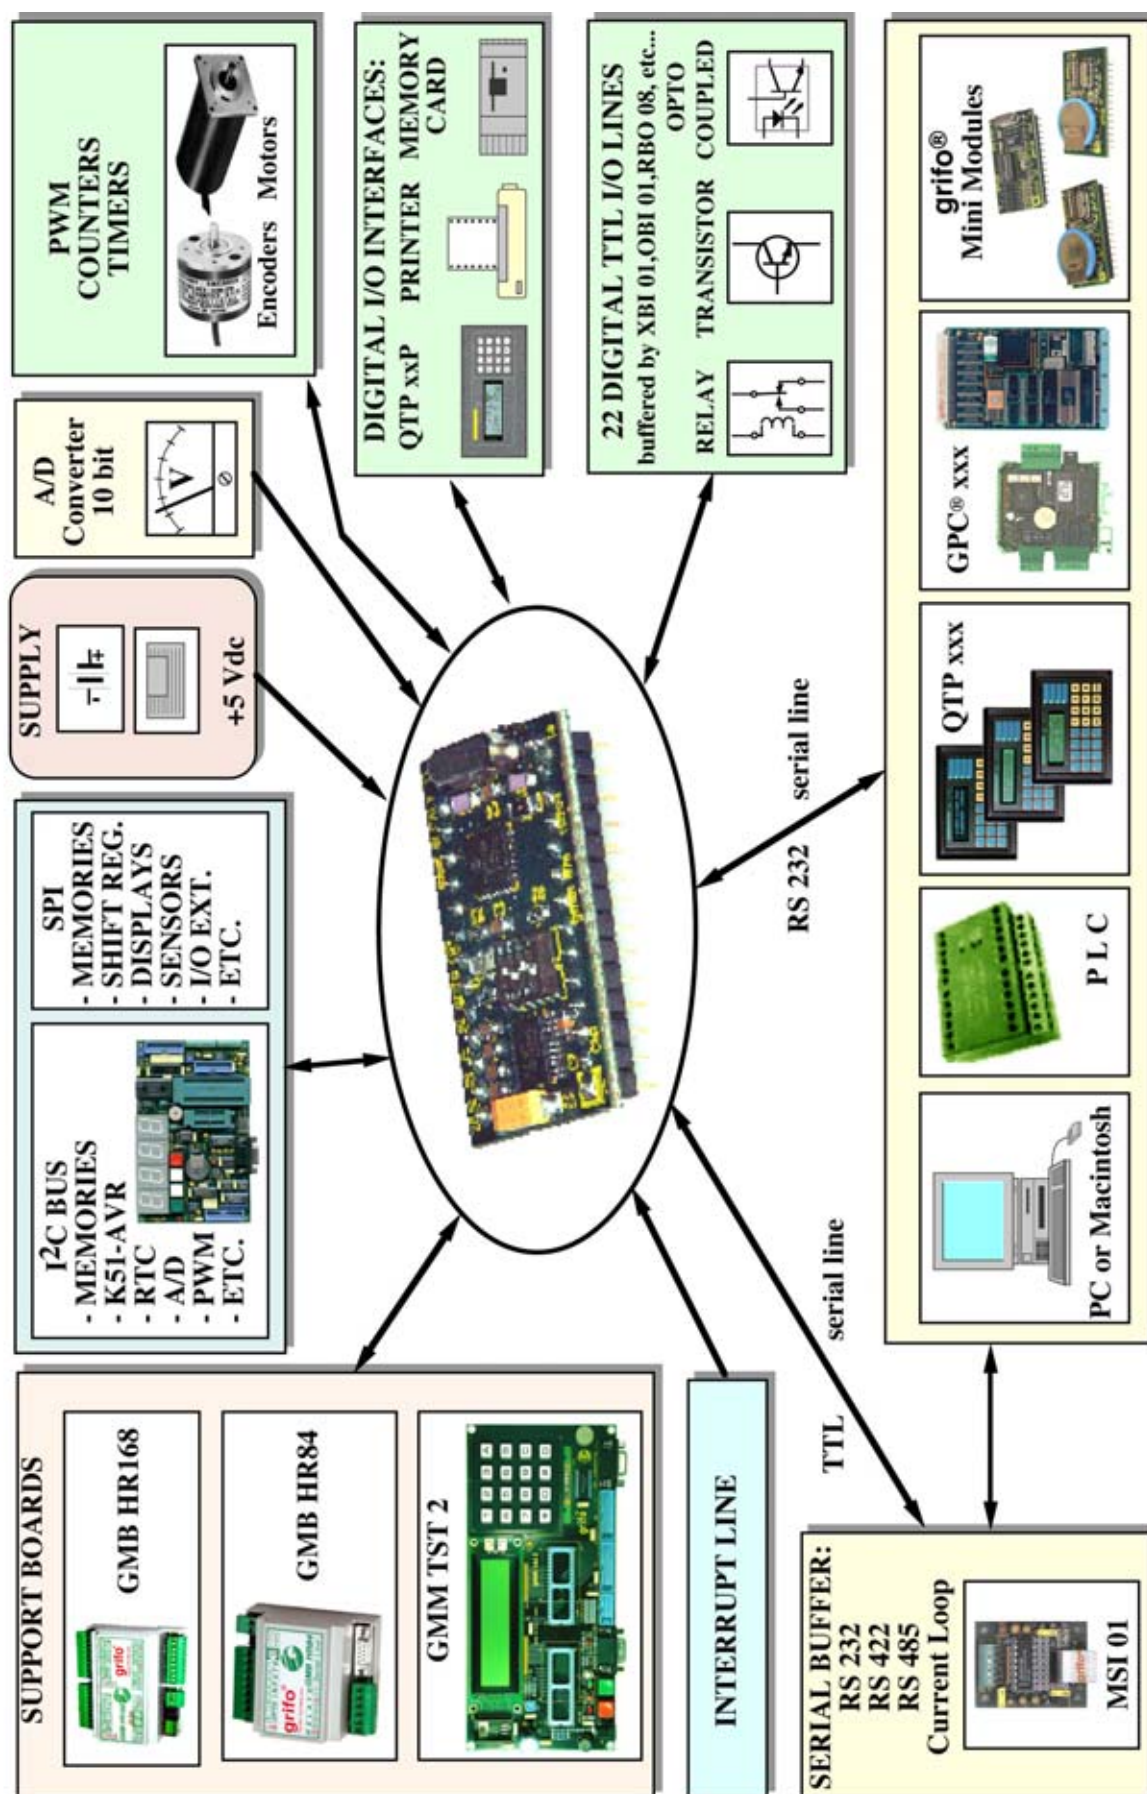 SUPPORT BOARDS
GMB HR168
GMB HR84
GMM TST 2
I2C BUS
- MEMORIES
- K51-AVR
- RTC
- A/D
- PWM
- ETC.
SPI
- MEMORIES
- SHIFT REG.
- DISPLAYS
- SENSORS
- I/O EXT.
- ETC.
SUPPLY
+5 Vdc
A/D
Converter
10 bit
V
PWM
COUNTERS
TIMERS
Encoders Motors
INTERRUPT LINE
DIGITAL I/O INTERFACES:
QTP xxP PRINTER MEMORY
CARD
22 DIGITAL TTL I/O LINES
buffered by XBI 01,OBI 01,RBO 08, etc...
OPTO
RELAY TRANSISTOR COUPLED
TTL serial line
RS 232 serial line
SERIAL BUFFER:
RS 232
RS 422
RS 485
Current Loop
MSI 01
PC or Macintosh
P L C
QTP xxx
GPC® xxx
grifo®
Mini Modules
grifo®
grifo®
grifo®